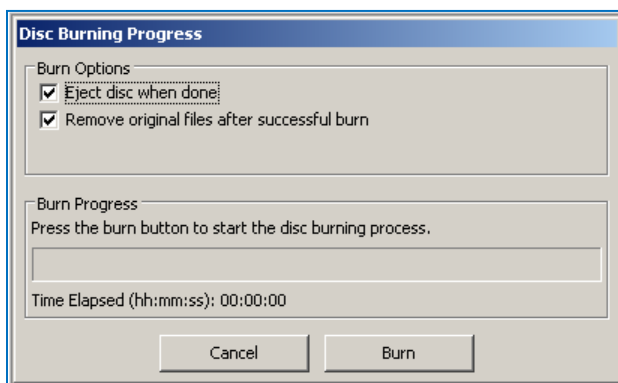 Disc Burning Progress
Burn Options
Eject disc when done
Remove original files after successful burn
Burn Progress
Press the burn button to start the disc burning process.
Time Elapsed (hh:mm:ss): 00:00:00
Cancel Burn